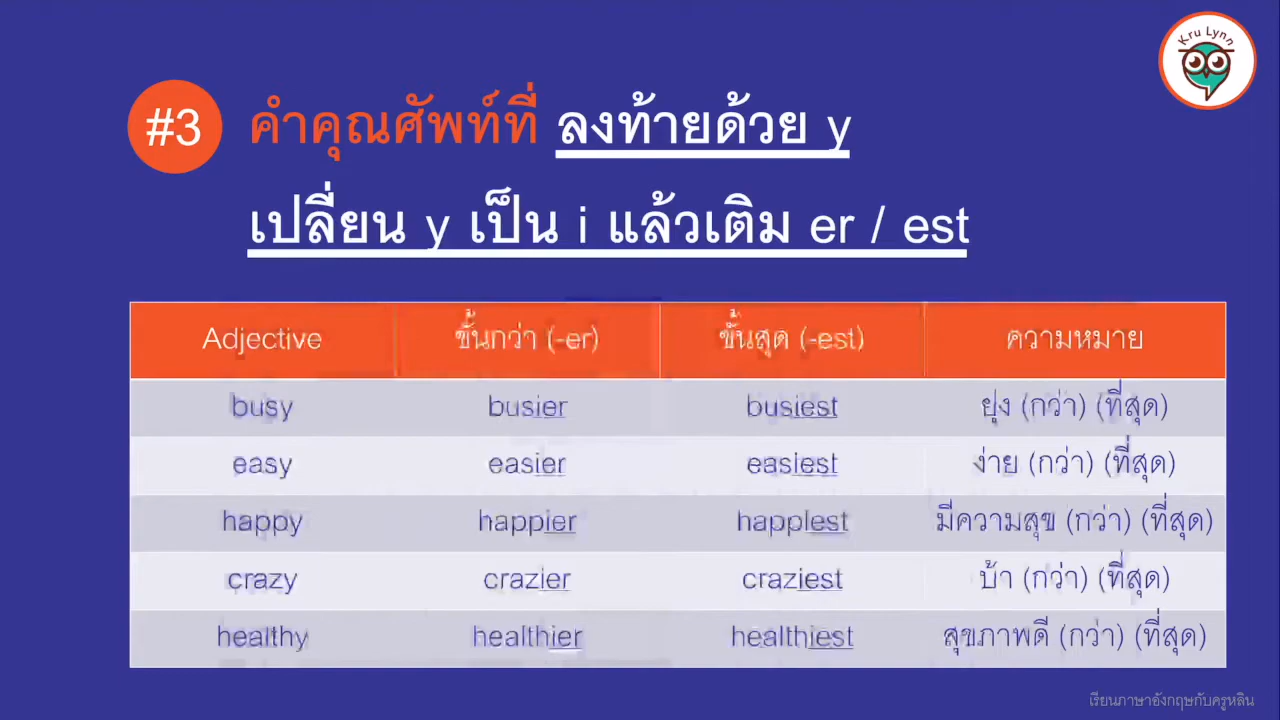 Kru Lynn
#3 คำคุณศัพท์ที่ ลงท้ายด้วย y
เปลี่ยน y เป็น i แล้วเติม er / est
Adjective ขั้นกว่า (-er) ขั้นสุด (-est) ความหมาย
busy busier busiest ยุ่ง (กว่า) (ที่สุด)
easy easier easiest ง่าย (กว่า) (ที่สุด)
happy happier happiest มีความสุข (กว่า) (ที่สุด)
crazy crazier craziest บ้า (กว่า) (ที่สุด)
healthy healthier healthiest สุขภาพดี (กว่า) (ที่สุด)
เรียนภาษาอังกฤษกับครูหลิน